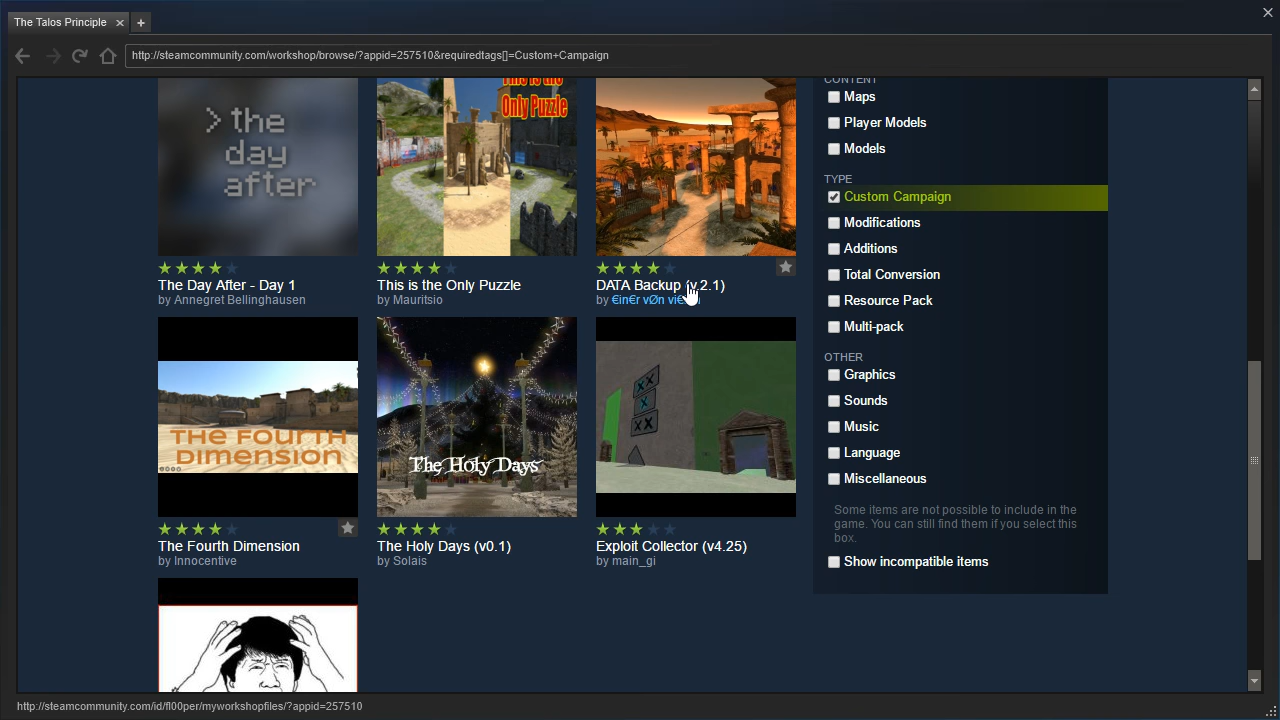 The Talos Principle
http://steamcommunity.com/workshop/browse/?appid=257510&requiredtags[]=Custom+Campaign
> the
day
after
This is the
Only Puzzle
The Day After - Day 1
by Annegret Bellinghausen
This is the Only Puzzle
by Mauritsio
DATA Backup (v.2.1)
by €in€r vØn
The Fourth
Dimension
The Holy Days
The Fourth Dimension
by Innocentive
The Holy Days (v0.1)
by Solais
Exploit Collector (v4.25)
by main_gi
CONTENT
Maps
Player Models
Models
TYPE
Custom Campaign
Modifications
Additions
Total Conversion
Resource Pack
Multi-pack
OTHER
Graphics
Sounds
Music
Language
Miscellaneous
Some items are not possible to include in the
game. You can still find them if you select this
box.
Show incompatible items
http://steamcommunity.com/id/fl00per/myworkshopfiles/?appid=257510